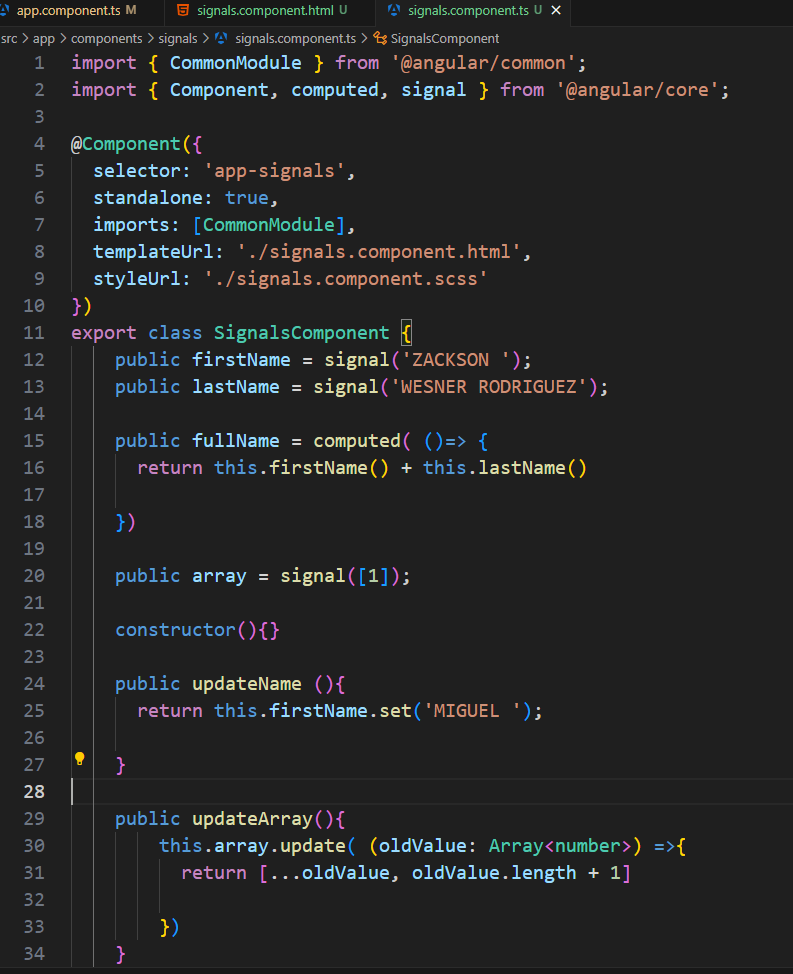 app.component.ts M signals.component.html U signals.component.ts U ×
src > app > components > signals > signals.component.ts > SignalsComponent
1 import { CommonModule } from '@angular/common';
2 import { Component, computed, signal } from '@angular/core';
3
4 @Component({
5   selector: 'app-signals',
6   standalone: true,
7   imports: [CommonModule],
8   templateUrl: './signals.component.html',
9   styleUrl: './signals.component.scss'
10 })
11 export class SignalsComponent {
12     public firstName = signal('ZACKSON ');
13     public lastName = signal('WESNER RODRIGUEZ');
14
15     public fullName = computed( ()=> {
16       return this.firstName() + this.lastName()
17
18     })
19
20     public array = signal([1]);
21
22     constructor(){}
23
24     public updateName (){
25       return this.firstName.set('MIGUEL ');
26
27     }
28
29     public updateArray(){
30         this.array.update( (oldValue: Array<number>) =>{
31           return [...oldValue, oldValue.length + 1]
32
33         })
34     }